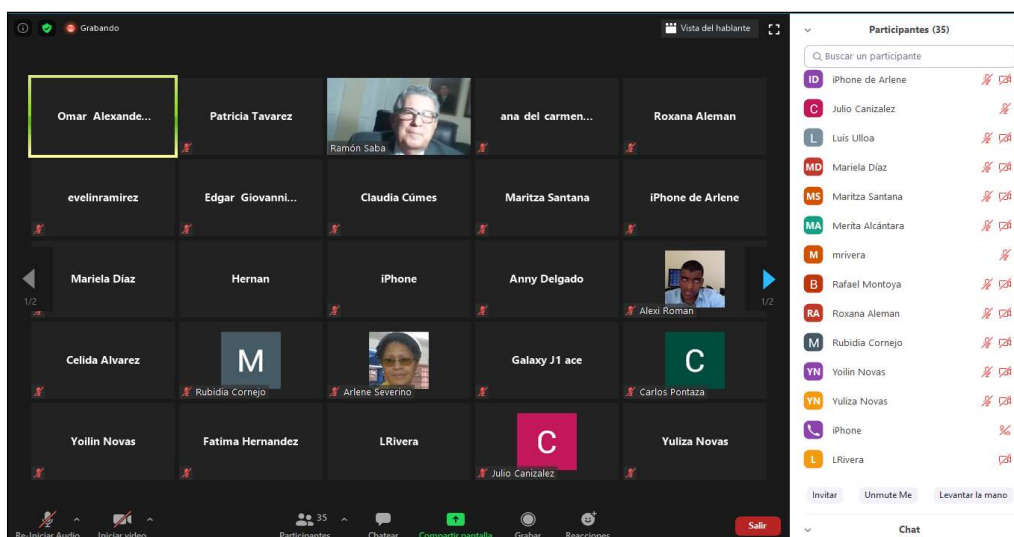 Grabando
Vista del hablante
Omar Alexande...
Patricia Tavarez
Ramón Saba
ana del carmen...
Roxana Aleman
evelinramirez
Edgar Giovanni...
Claudia Cúmes
Maritza Santana
iPhone de Arlene
1/2
Mariela Díaz
Hernan
iPhone
Anny Delgado
Alexi Roman
1/2
Celida Alvarez
M
Rubidia Cornejo
Arlene Severino
Galaxy J1 ace
C
Carlos Pontaza
Yoilin Novas
Fatima Hernandez
LRivera
C
Julio Canizalez
Yuliza Novas
Re-Iniciar Audio
Iniciar video
35
Participantes
Chatear
Compartir pantalla
Grabar
Reacciones
Salir
Participantes (35)
Buscar un participante
ID iPhone de Arlene
C Julio Canizalez
L Luis Ulloa
MD Mariela Díaz
MS Maritza Santana
MA Merita Alcántara
M mrivera
B Rafael Montoya
RA Roxana Aleman
M Rubidia Cornejo
YN Yoilin Novas
YN Yuliza Novas
iPhone
L LRivera
Invitar
Unmute Me
Levantar la mano
Chat